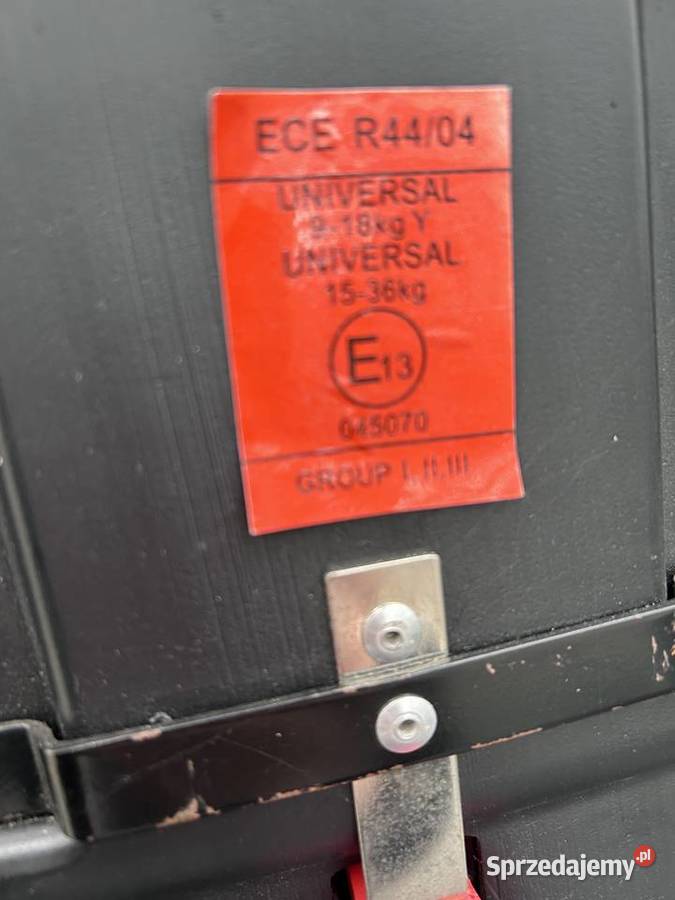 ECE R44/04
UNIVERSAL
9-18kg Y
UNIVERSAL
15-36kg
E13
045070
GROUP I,II,III
Sprzedajemy.pl